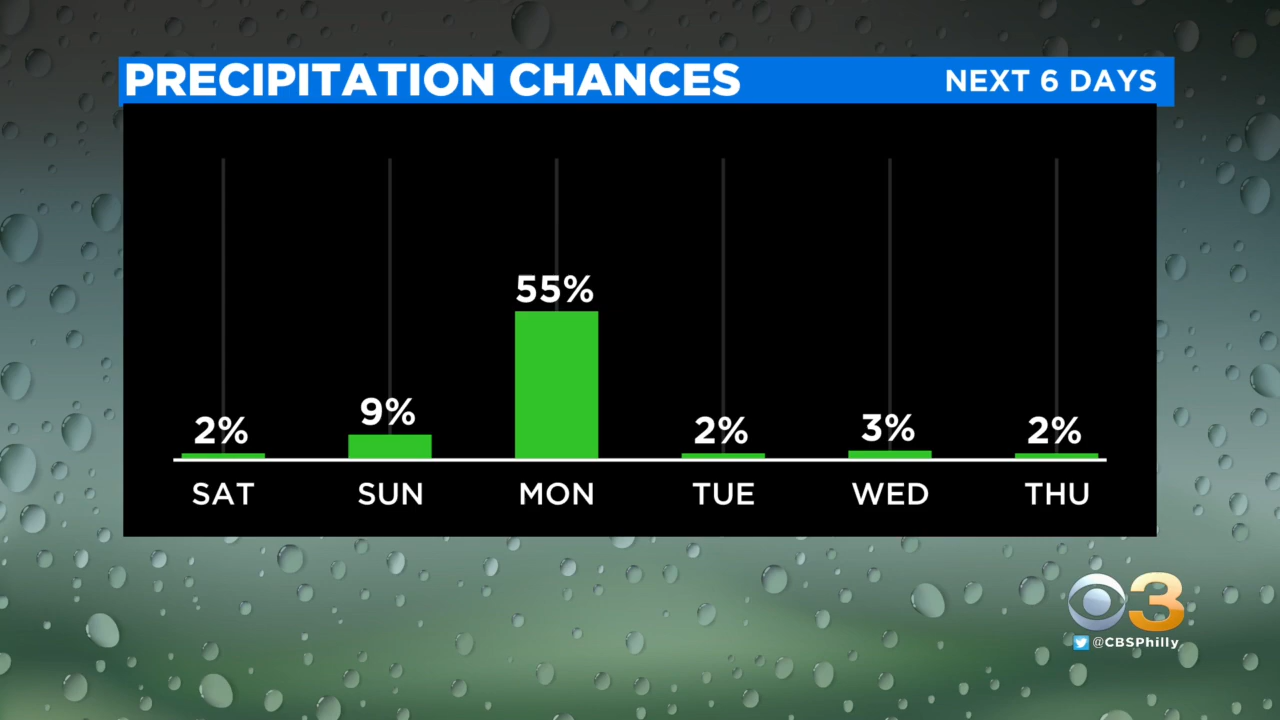 PRECIPITATION CHANCES
NEXT 6 DAYS
2%
9%
55%
2%
3%
2%
SAT
SUN
MON
TUE
WED
THU
3
@CBSPhilly